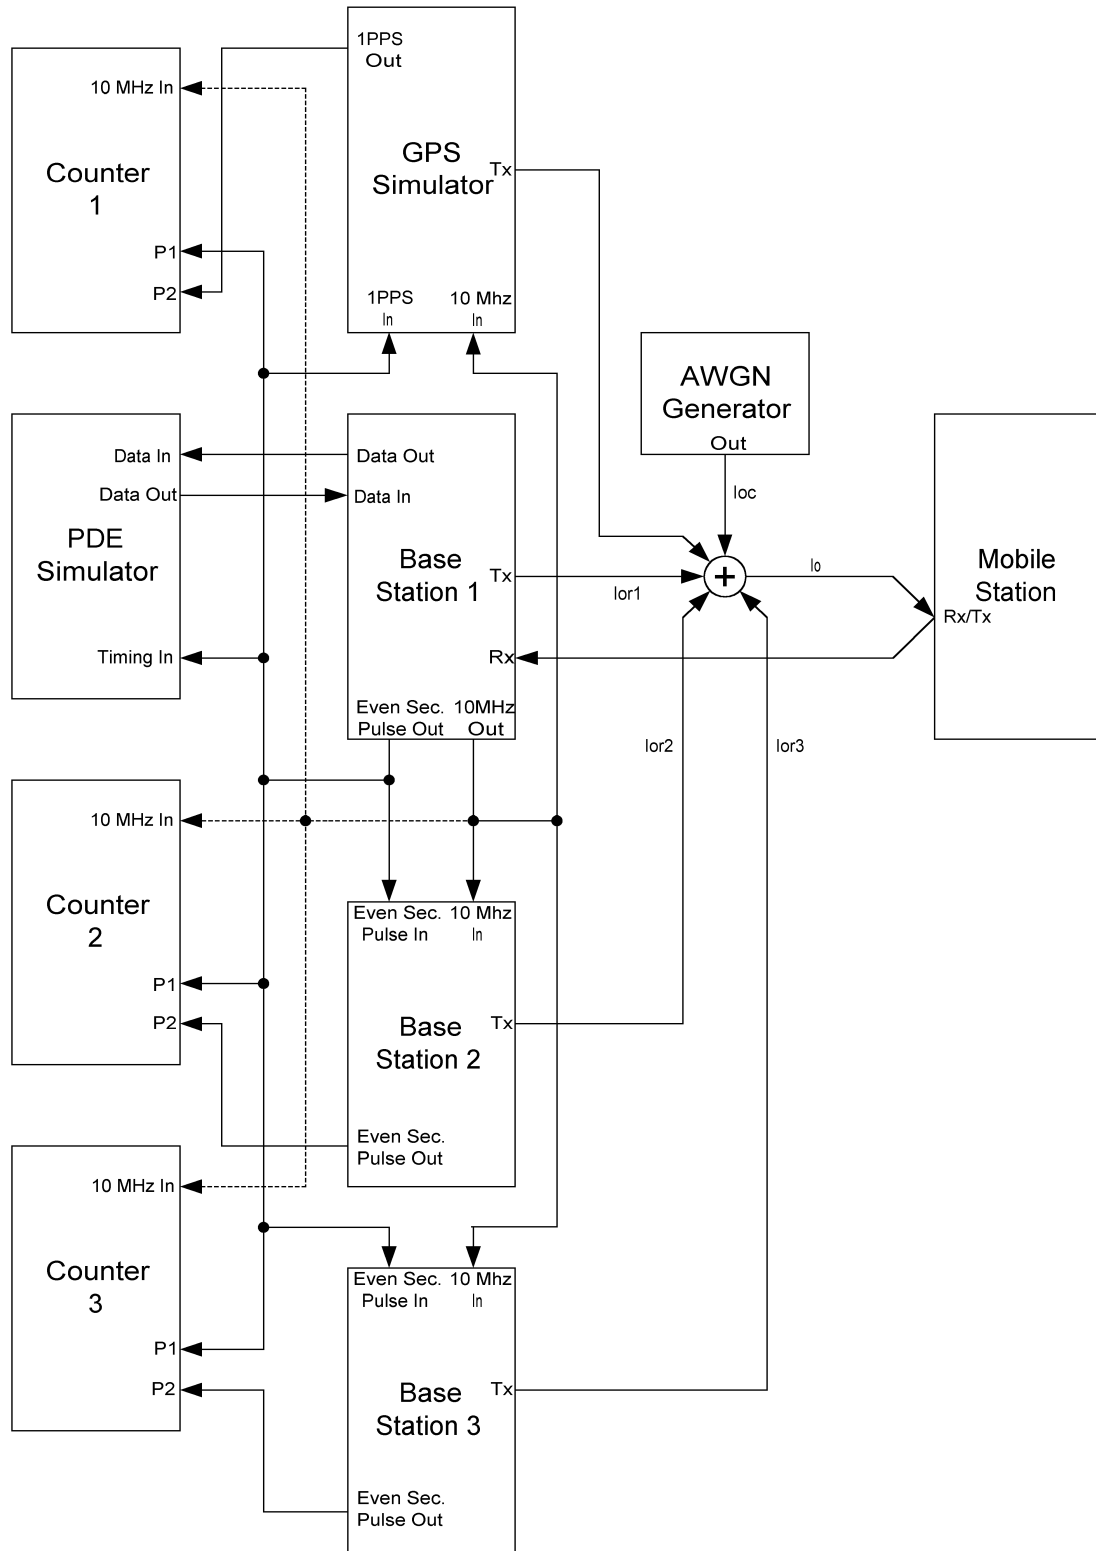 1PPS
Out
10 MHz In
Counter
1
P1
P2
GPS
Simulator
Tx
1PPS
In
10 Mhz
In
AWGN
Generator
Out
Ioc
Data In
Data Out
PDE
Simulator
Timing In
Data Out
Data In
Base
Station 1
Tx
Rx
Even Sec.
Pulse Out
10MHz
Out
Ior1
Io
Mobile
Station
Rx/Tx
Ior2
Ior3
10 MHz In
Counter
2
P1
P2
Even Sec.
Pulse In
10 Mhz
In
Base
Station 2
Tx
Even Sec.
Pulse Out
10 MHz In
Counter
3
P1
P2
Even Sec.
Pulse In
10 Mhz
In
Base
Station 3
Tx
Even Sec.
Pulse Out